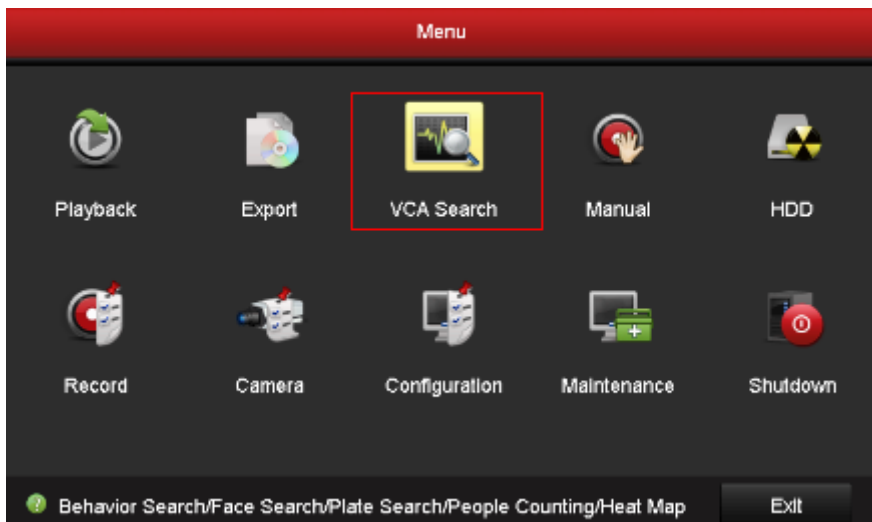 Menu
Playback Export VCA Search Manual HDD
Record Camera Configuration Maintenance Shutdown
Behavior Search/Face Search/Plate Search/People Counting/Heat Map Exit